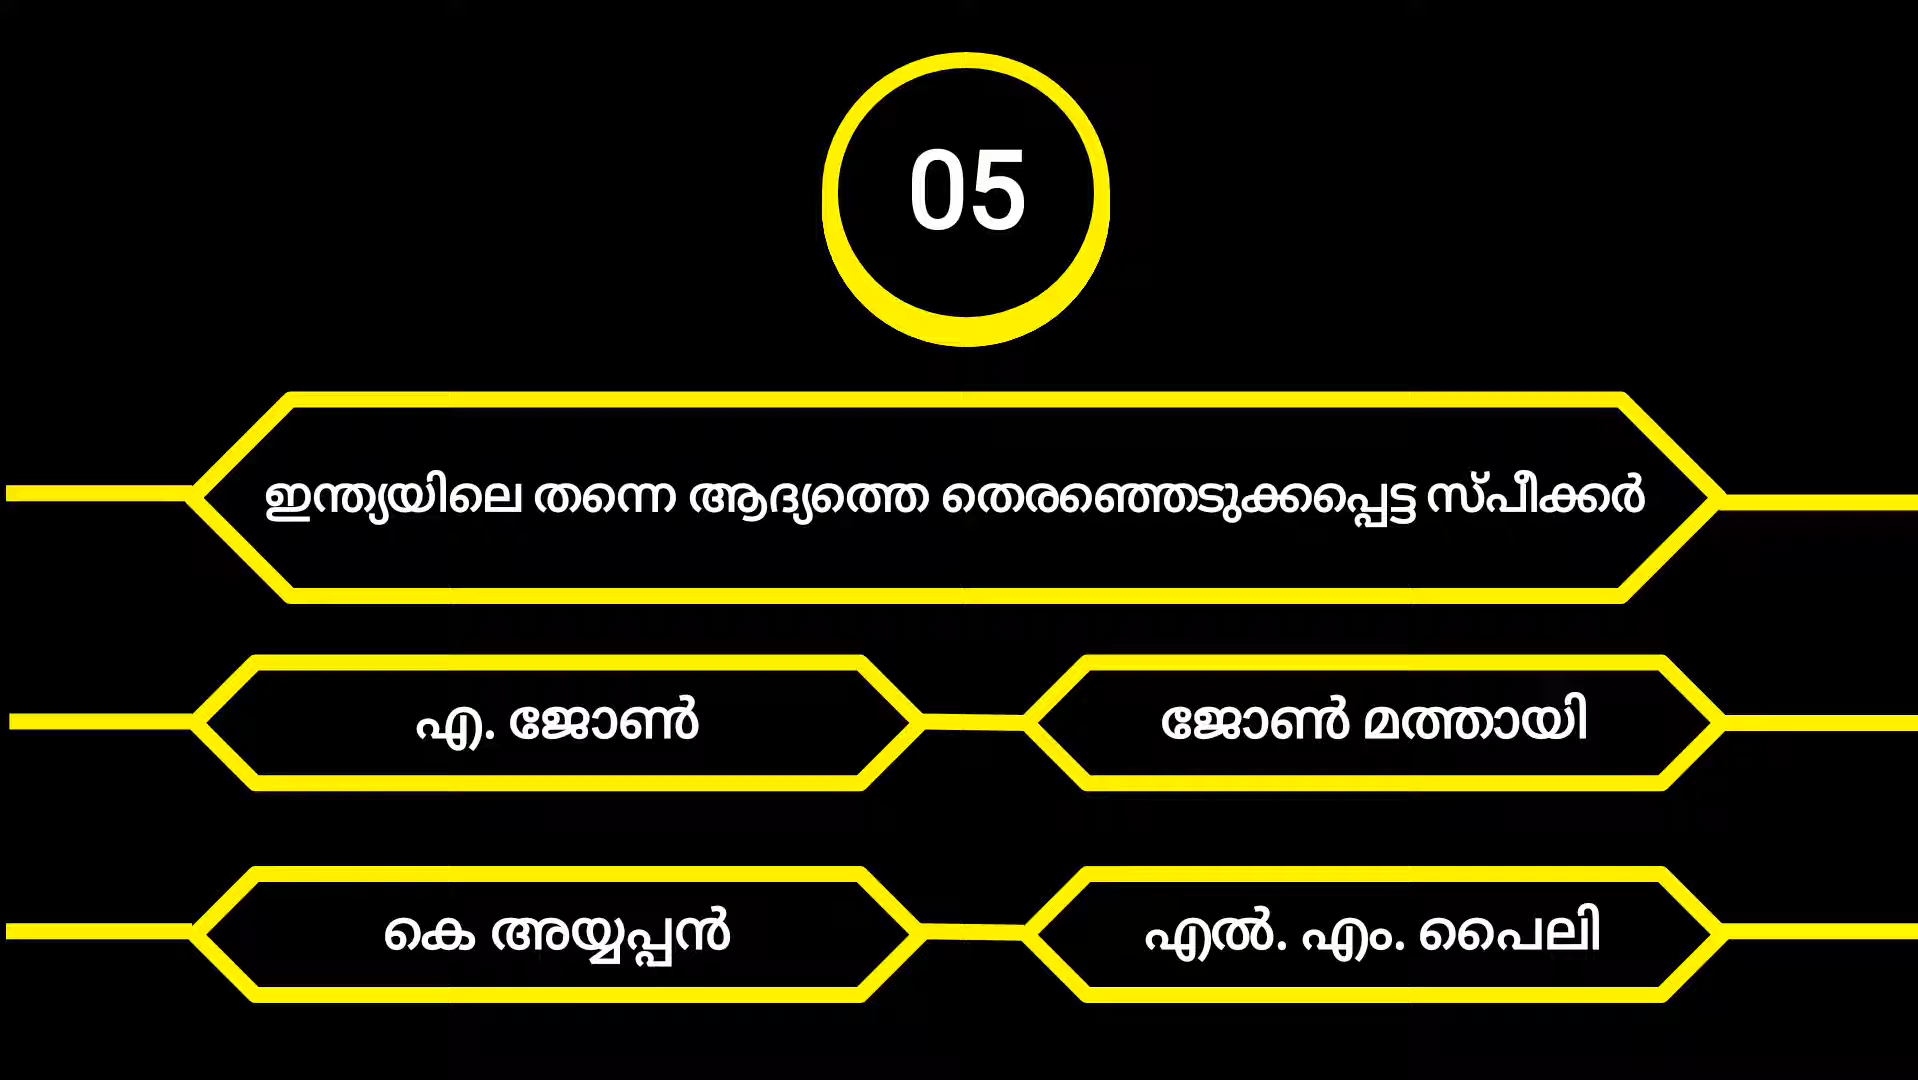 05
ഇന്ത്യയിലെ തന്നെ ആദ്യത്തെ തെരഞ്ഞെടുക്കപ്പെട്ട സ്പീക്കർ
എ. ജോൺ
ജോൺ മത്തായി
കെ അയ്യപ്പൻ
എൽ. എം. പൈലി